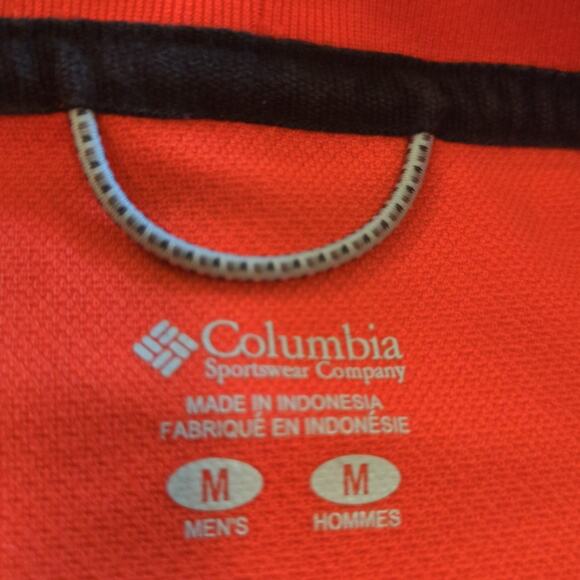 Columbia
Sportswear Company
MADE IN INDONESIA
FABRIQUÉ EN INDONÉSIE
M M
MEN'S HOMMES